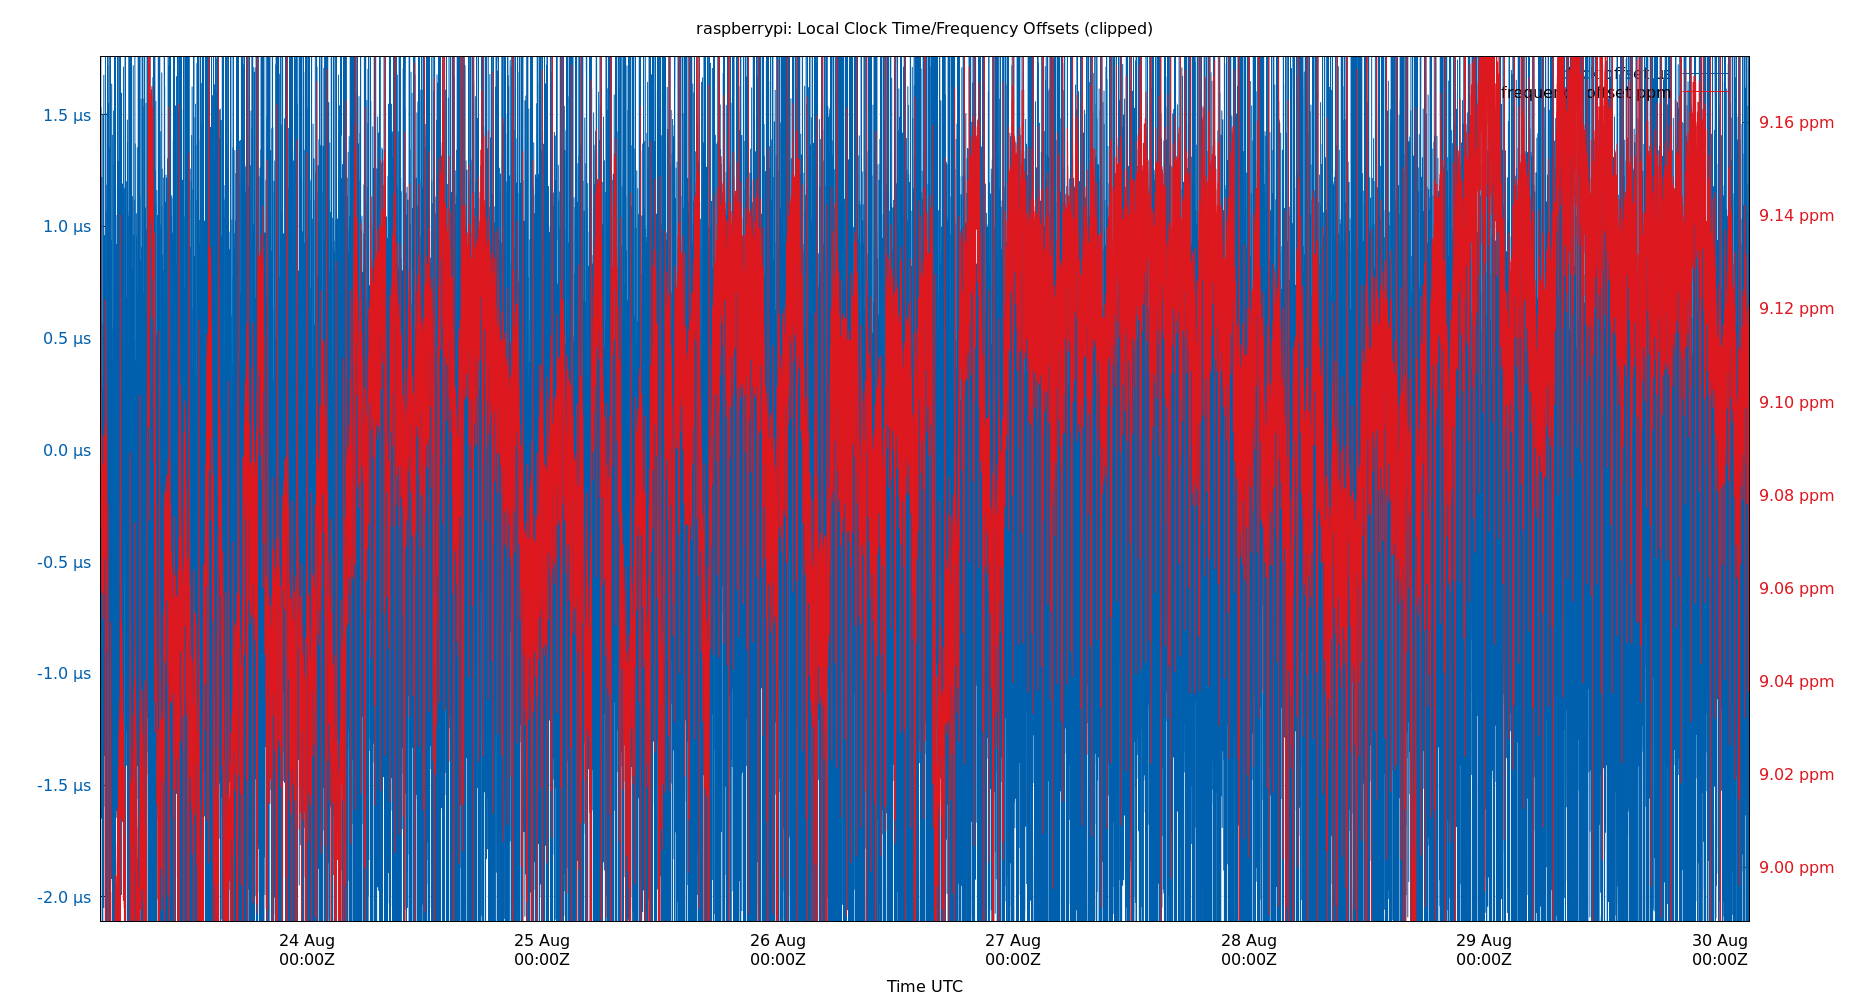 raspberrypi: Local Clock Time/Frequency Offsets (clipped)
1.5 µs
1.0 µs
0.5 µs
0.0 µs
-0.5 µs
-1.0 µs
-1.5 µs
-2.0 µs
offset
offset ppm
9.16 ppm
9.14 ppm
9.12 ppm
9.10 ppm
9.08 ppm
9.06 ppm
9.04 ppm
9.02 ppm
9.00 ppm
24 Aug 25 Aug 26 Aug 27 Aug 28 Aug 29 Aug 30 Aug
00:00Z 00:00Z 00:00Z 00:00Z 00:00Z 00:00Z 00:00Z
Time UTC